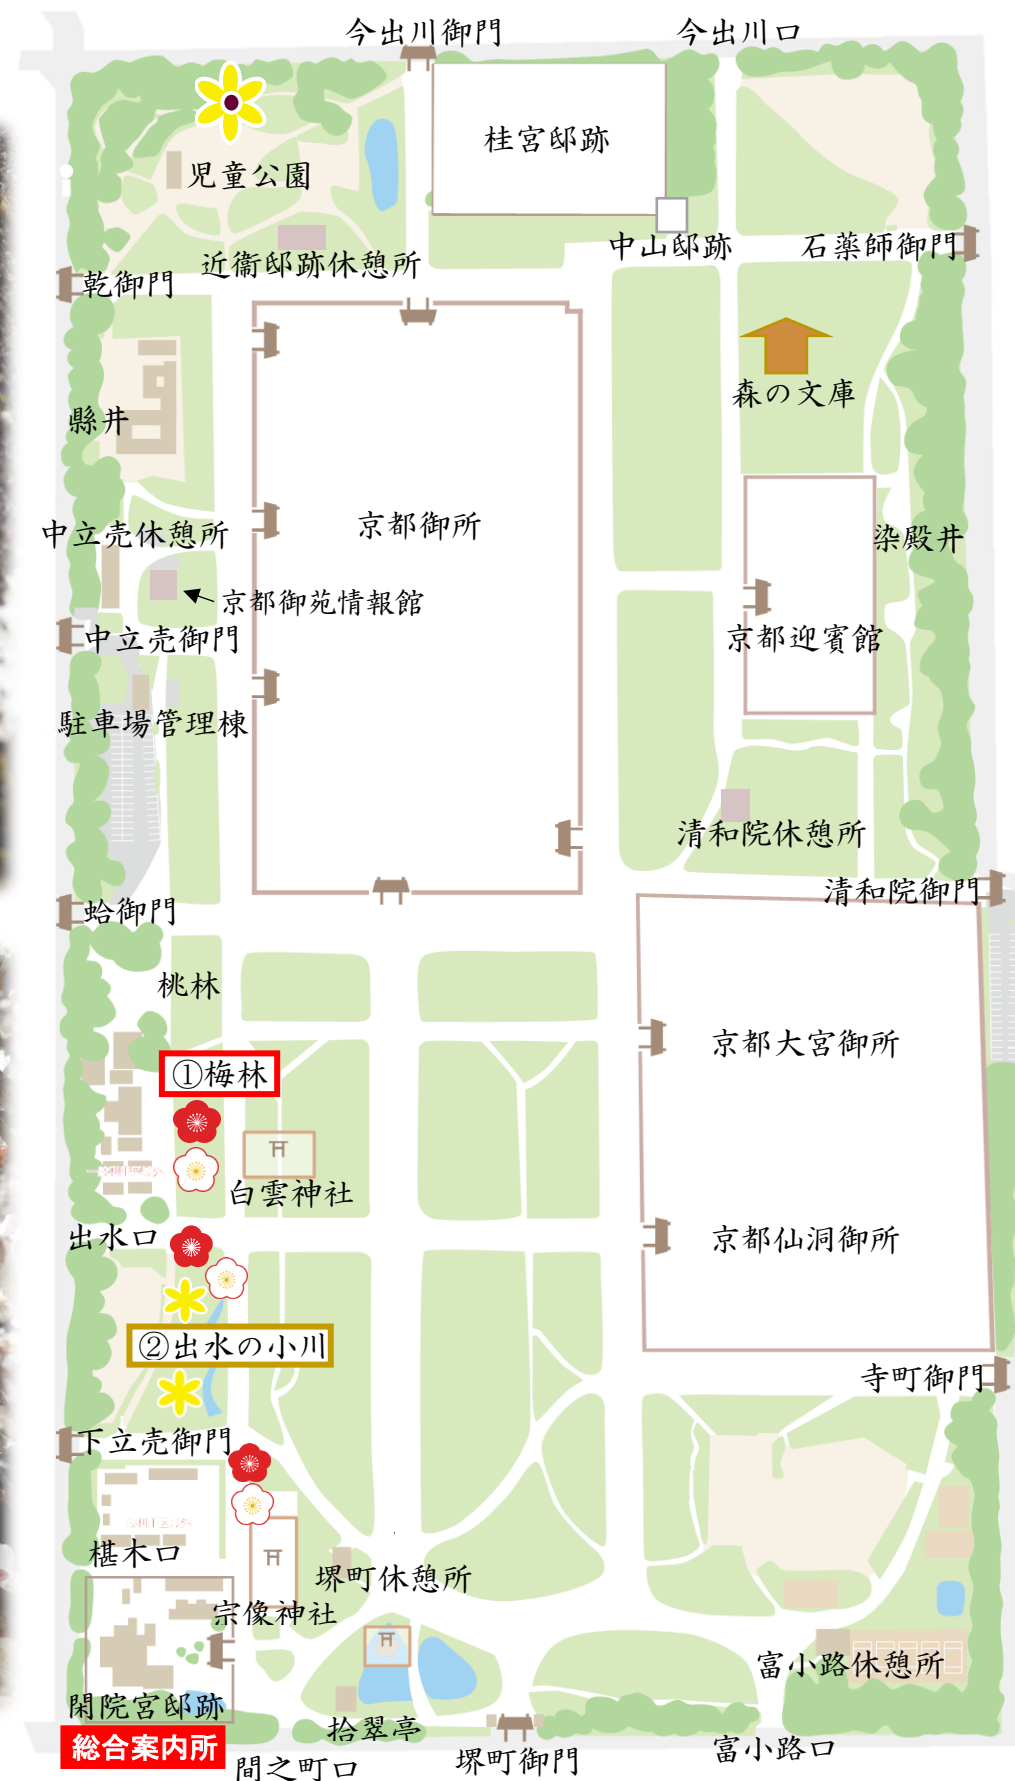 今出川御門
今出川口
桂宮邸跡
児童公園
中山邸跡
石薬師御門
近衞邸跡休憩所
乾御門
森の文庫
縣井
京都御所
中立売休憩所
染殿井
京都御苑情報館
中立売御門
京都迎賓館
駐車場管理棟
清和院休憩所
清和院御門
蛤御門
桃林
京都大宮御所
①梅林
白雲神社
出水口
京都仙洞御所
②出水の小川
寺町御門
下立売御門
椹木口
堺町休憩所
宗像神社
富小路休憩所
閑院宮邸跡
拾翠亭
総合案内所
間之町口
堺町御門
富小路口